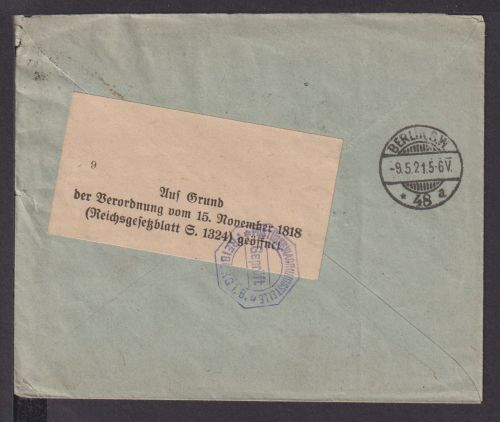 9
Auf Grund
der Verordnung vom 15. November 1818
(Reichsgesetzblatt S. 1324) geöffnet
BERLIN S.W.
-9.5.21.5-6V.
* 48 a
Geprüft